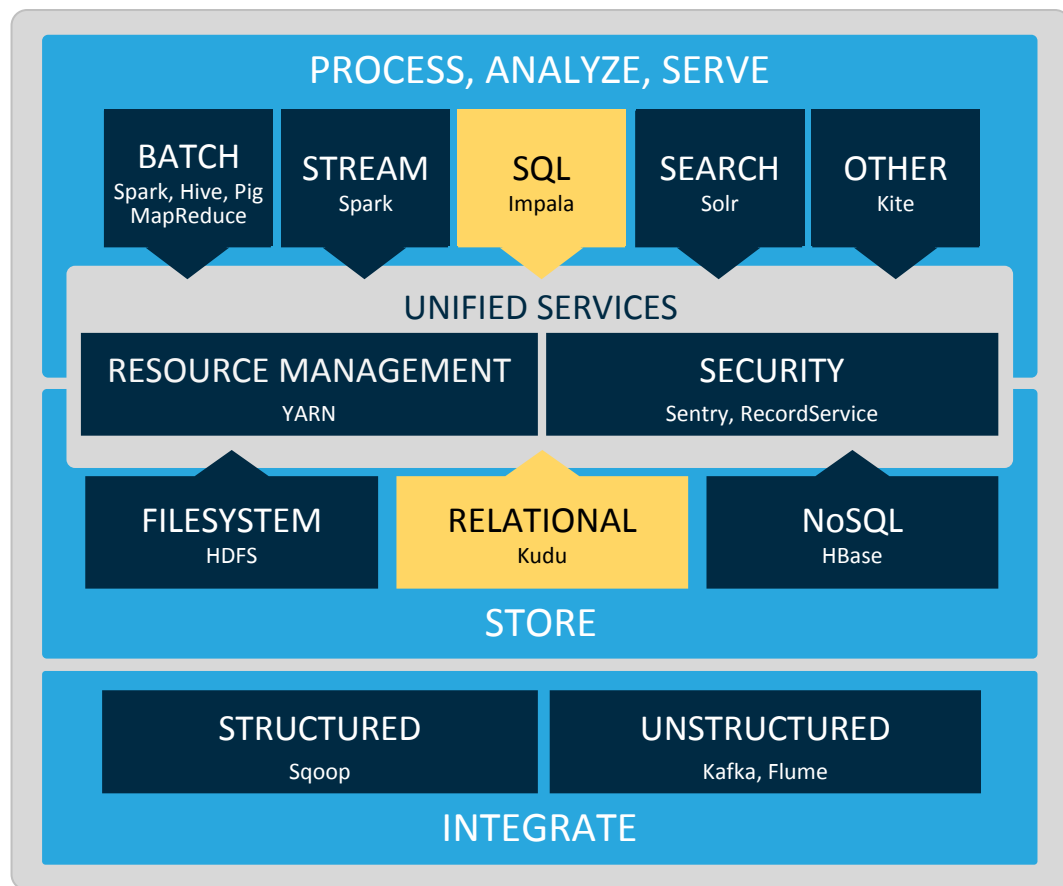 PROCESS, ANALYZE, SERVE
BATCH
Spark, Hive, Pig
MapReduce
STREAM
Spark
SQL
Impala
SEARCH
Solr
OTHER
Kite
UNIFIED SERVICES
RESOURCE MANAGEMENT
YARN
SECURITY
Sentry, RecordService
FILESYSTEM
HDFS
RELATIONAL
Kudu
NoSQL
HBase
STORE
STRUCTURED
Sqoop
UNSTRUCTURED
Kafka, Flume
INTEGRATE